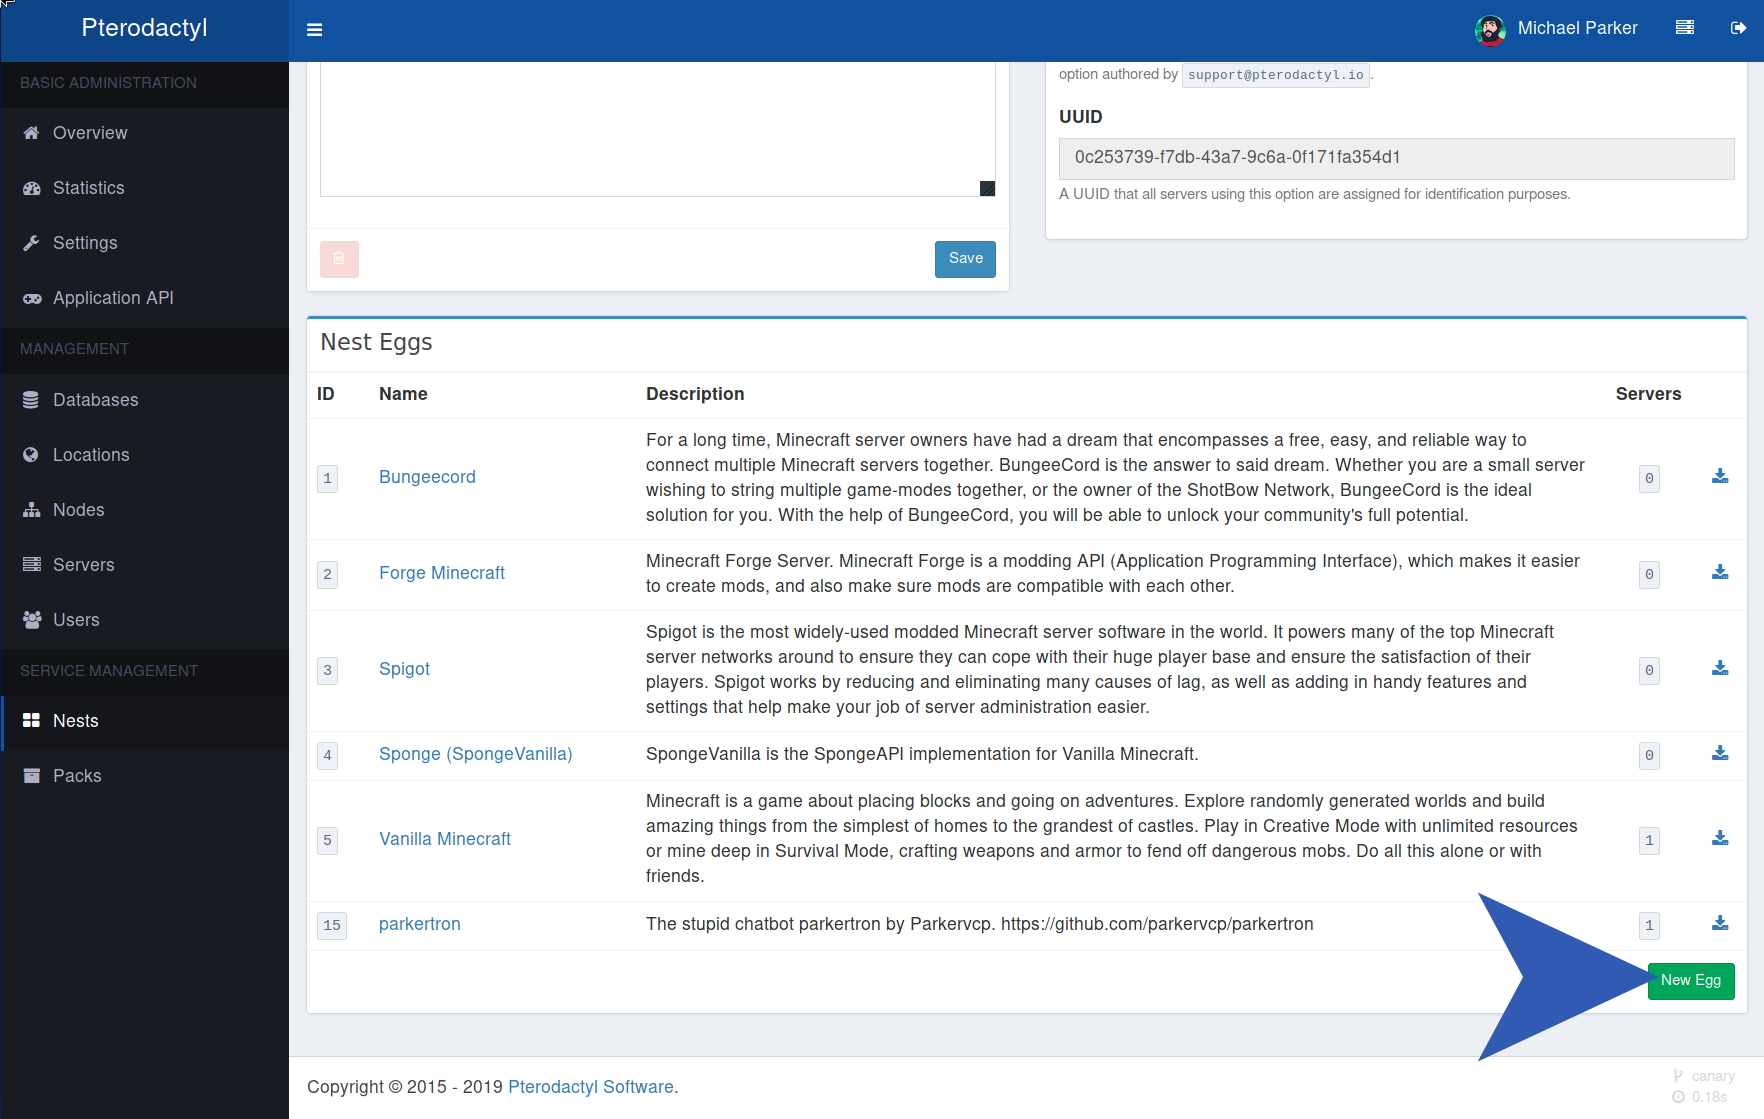 Pterodactyl
Michael Parker
BASIC ADMINISTRATION
Overview
Statistics
Settings
Application API
MANAGEMENT
Databases
Locations
Nodes
Servers
Users
SERVICE MANAGEMENT
Nests
Packs
option authored by support@pterodactyl.io.
UUID
0c253739-f7db-43a7-9c6a-0f171fa354d1
A UUID that all servers using this option are assigned for identification purposes.
Save
Nest Eggs
ID Name Description Servers
1 Bungeecord
For a long time, Minecraft server owners have had a dream that encompasses a free, easy, and reliable way to
connect multiple Minecraft servers together. BungeeCord is the answer to said dream. Whether you are a small server
wishing to string multiple game-modes together, or the owner of the ShotBow Network, BungeeCord is the ideal
solution for you. With the help of BungeeCord, you will be able to unlock your community's full potential.
0
2 Forge Minecraft
Minecraft Forge Server. Minecraft Forge is a modding API (Application Programming Interface), which makes it easier
to create mods, and also make sure mods are compatible with each other.
0
3 Spigot
Spigot is the most widely-used modded Minecraft server software in the world. It powers many of the top Minecraft
server networks around to ensure they can cope with their huge player base and ensure the satisfaction of their
players. Spigot works by reducing and eliminating many causes of lag, as well as adding in handy features and
settings that help make your job of server administration easier.
0
4 Sponge (SpongeVanilla) SpongeVanilla is the SpongeAPI implementation for Vanilla Minecraft. 0
5 Vanilla Minecraft
Minecraft is a game about placing blocks and going on adventures. Explore randomly generated worlds and build
amazing things from the simplest of homes to the grandest of castles. Play in Creative Mode with unlimited resources
or mine deep in Survival Mode, crafting weapons and armor to fend off dangerous mobs. Do all this alone or with
friends.
1
15 parkertron The stupid chatbot parkertron by Parkervcp. https://github.com/parkervcp/parkertron 1
New Egg
Copyright © 2015 - 2019 Pterodactyl Software.
canary
0.18s